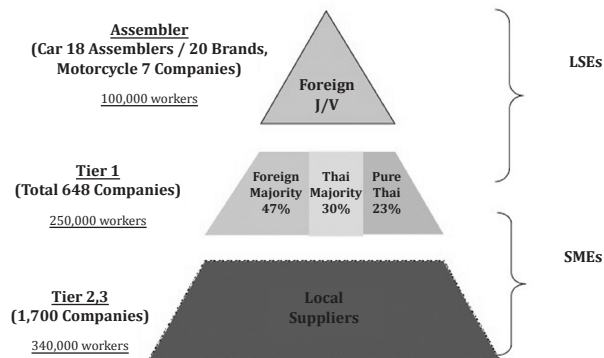 Assembler
(Car 18 Assemblers / 20 Brands,
Motorcycle 7 Companies)
100,000 workers
Foreign
J/V
LSEs
Tier 1
(Total 648 Companies)
250,000 workers
Foreign
Majority
47%
Thai
Majority
30%
Pure
Thai
23%
SMEs
Tier 2,3
(1,700 Companies)
340,000 workers
Local
Suppliers